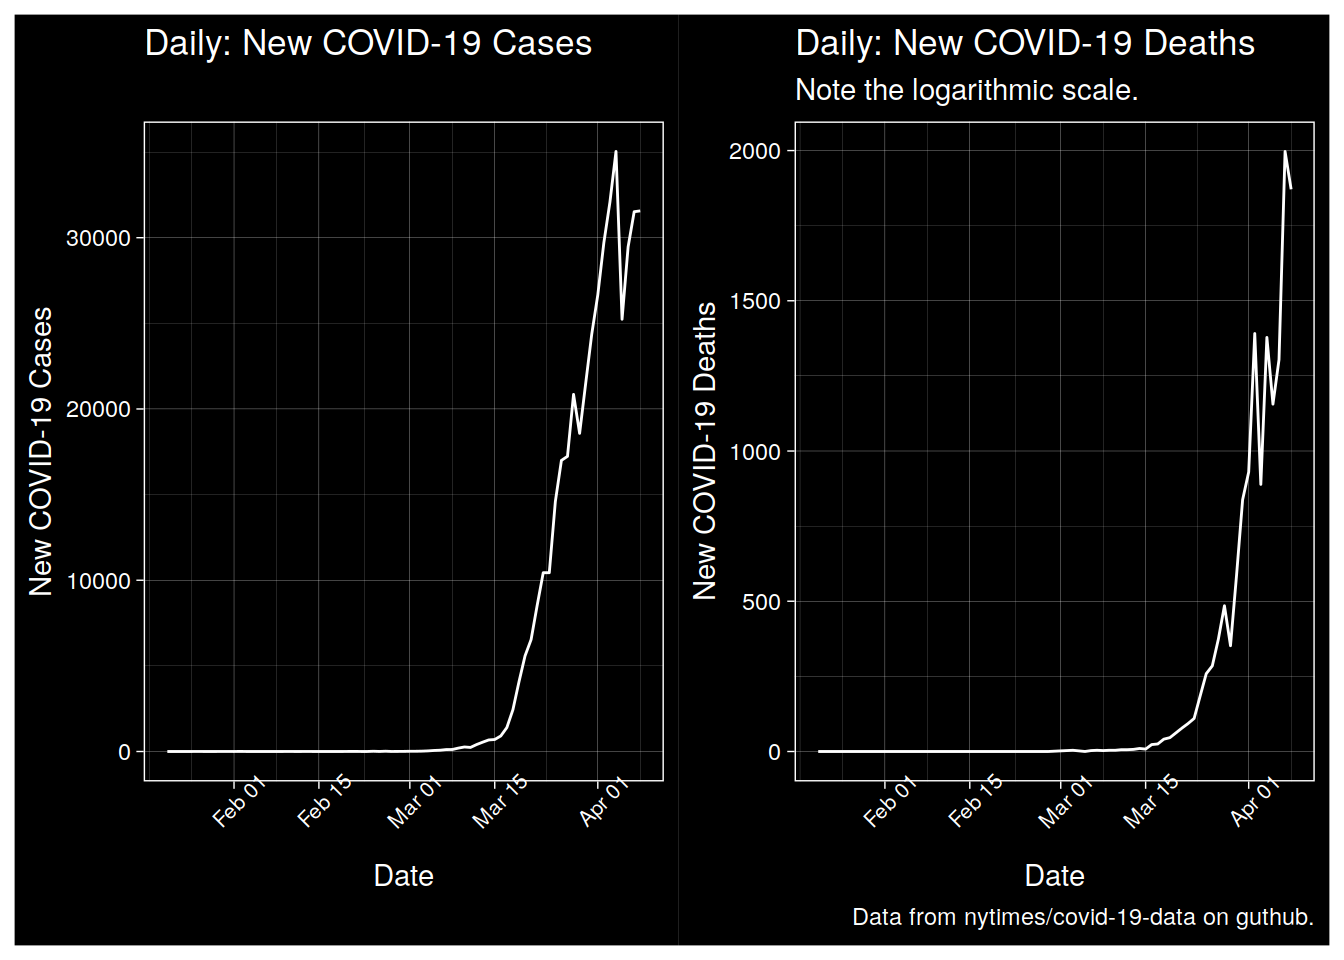 Daily: New COVID-19 Cases
New COVID-19 Cases
30000
20000
10000
0
Feb 01
Feb 15
Mar 01
Mar 15
Apr 01
Date
Daily: New COVID-19 Deaths
Note the logarithmic scale.
New COVID-19 Deaths
2000
1500
1000
500
0
Feb 01
Feb 15
Mar 01
Mar 15
Apr 01
Date
Data from nytimes/covid-19-data on guthub.